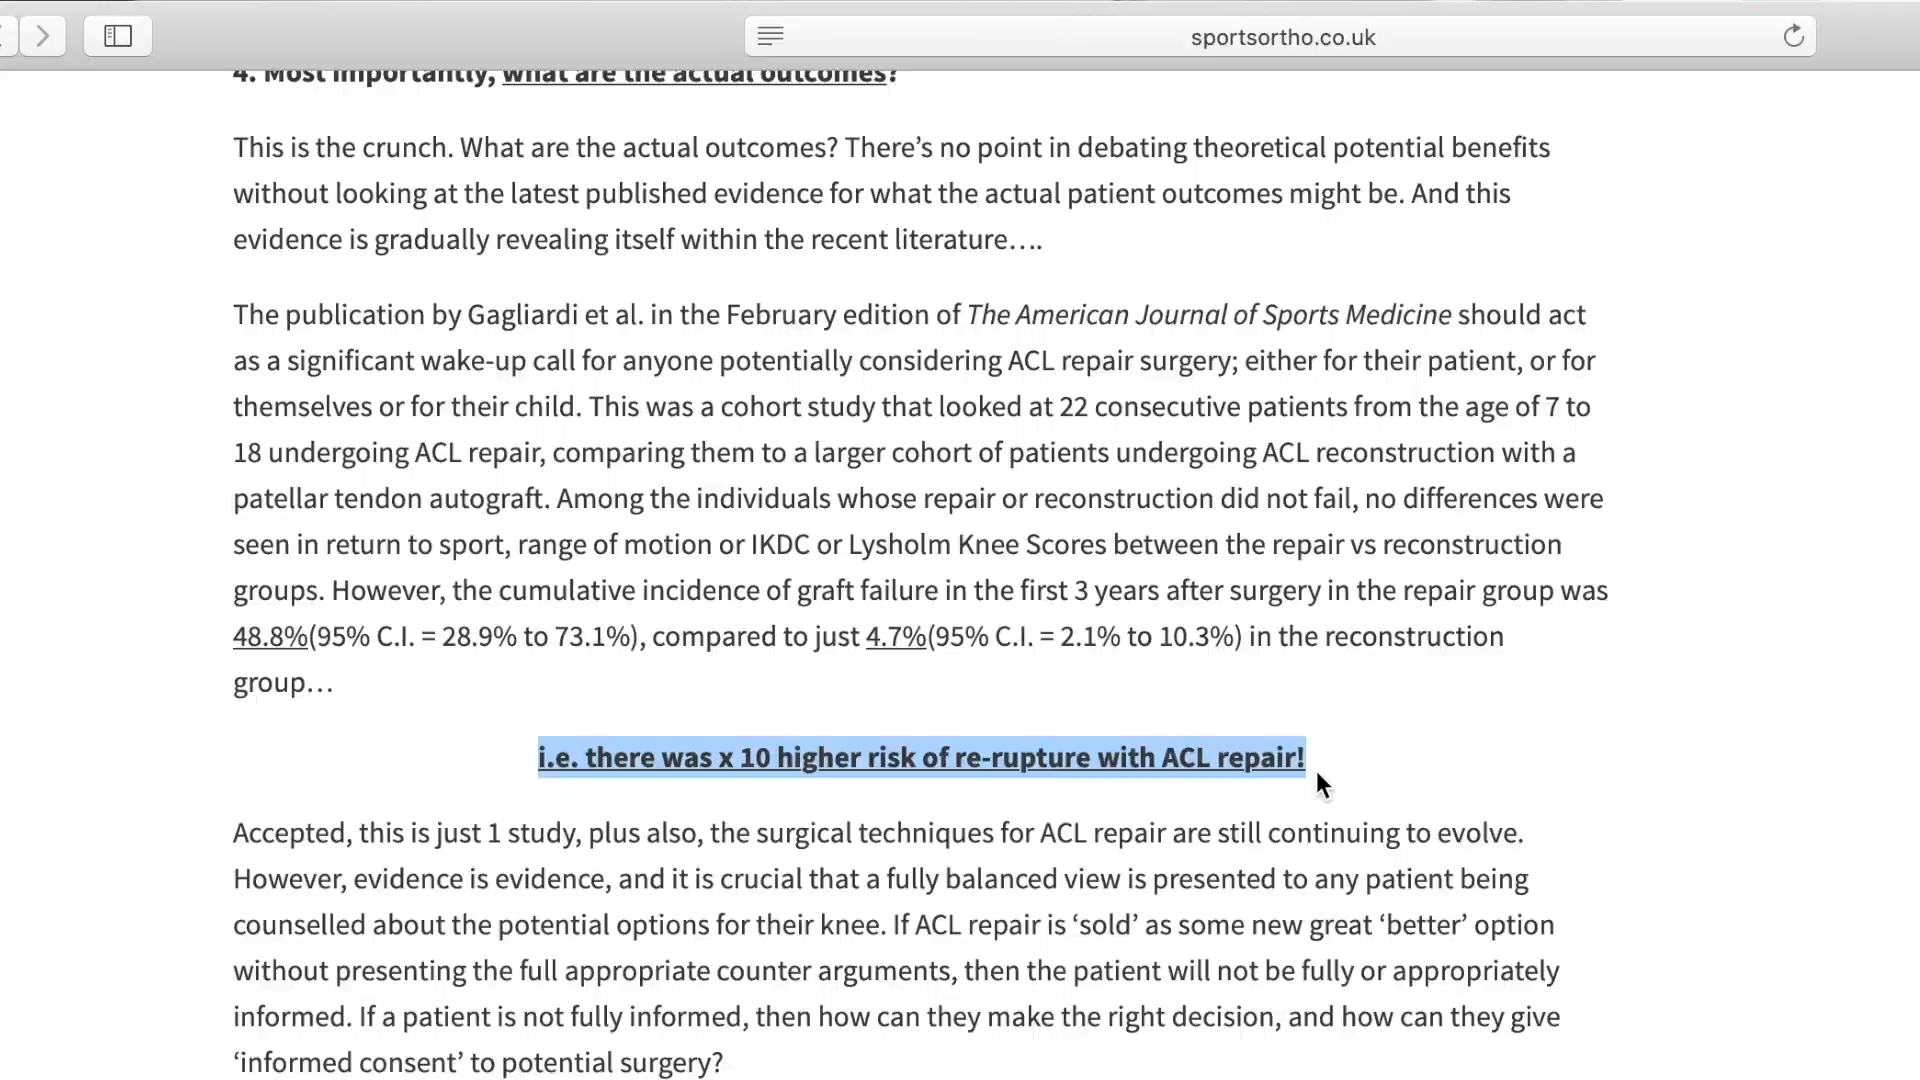 sportsortho.co.uk
4. Most importantly, what are the actual outcomes?
This is the crunch. What are the actual outcomes? There’s no point in debating theoretical potential benefits
without looking at the latest published evidence for what the actual patient outcomes might be. And this
evidence is gradually revealing itself within the recent literature….
The publication by Gagliardi et al. in the February edition of The American Journal of Sports Medicine should act
as a significant wake-up call for anyone potentially considering ACL repair surgery; either for their patient, or for
themselves or for their child. This was a cohort study that looked at 22 consecutive patients from the age of 7 to
18 undergoing ACL repair, comparing them to a larger cohort of patients undergoing ACL reconstruction with a
patellar tendon autograft. Among the individuals whose repair or reconstruction did not fail, no differences were
seen in return to sport, range of motion or IKDC or Lysholm Knee Scores between the repair vs reconstruction
groups. However, the cumulative incidence of graft failure in the first 3 years after surgery in the repair group was
48.8%(95% C.I. = 28.9% to 73.1%), compared to just 4.7%(95% C.I. = 2.1% to 10.3%) in the reconstruction
group…
i.e. there was x 10 higher risk of re-rupture with ACL repair!
Accepted, this is just 1 study, plus also, the surgical techniques for ACL repair are still continuing to evolve.
However, evidence is evidence, and it is crucial that a fully balanced view is presented to any patient being
counselled about the potential options for their knee. If ACL repair is ‘sold’ as some new great ‘better’ option
without presenting the full appropriate counter arguments, then the patient will not be fully or appropriately
informed. If a patient is not fully informed, then how can they make the right decision, and how can they give
‘informed consent’ to potential surgery?